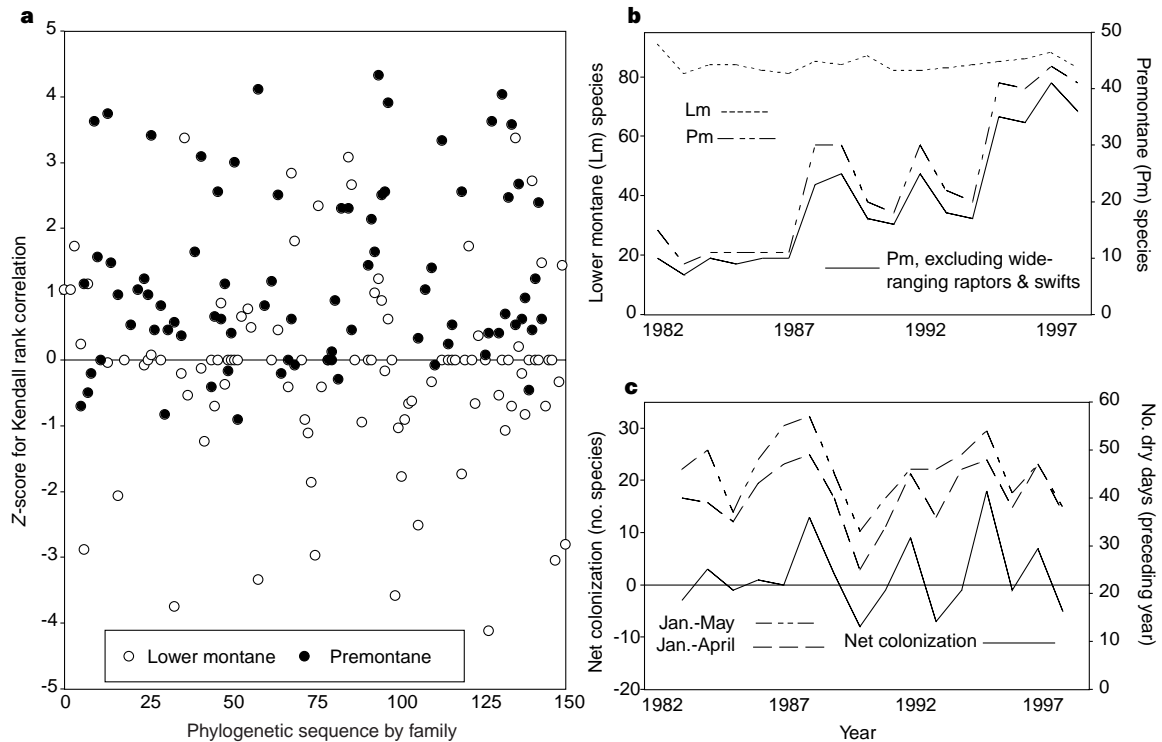 a
5
4
3
2
1
0
-1
-2
-3
-4
-5
Z-score for Kendall rank correlation
Lower montane
Premontane
0
25
50
75
100
125
150
Phylogenetic sequence by family
b
80
60
40
20
0
Lower montane (Lm) species
Lm
Pm
Pm, excluding wide-
ranging raptors & swifts
50
40
30
20
10
0
Premontane (Pm) species
1982
1987
1992
1997
c
30
20
10
0
-10
-20
Net colonization (no. species)
Jan.-May
Jan.-April
Net colonization
60
50
40
30
20
10
0
No. dry days (preceding year)
1982
1987
1992
1997
Year